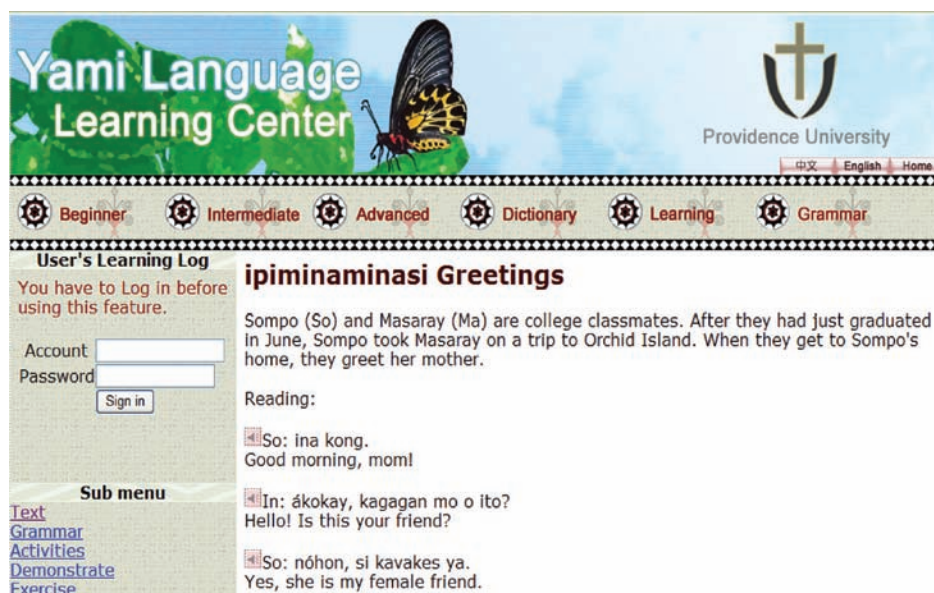 Yami Language
Learning Center
Providence University
中文 English Home
Beginner Intermediate Advanced Dictionary Learning Grammar
User's Learning Log
You have to Log in before
using this feature.
Account
Password
Sign in
Sub menu
Text
Grammar
Activities
Demonstrate
Exercise
ipiminaminasi Greetings
Sompo (So) and Masaray (Ma) are college classmates. After they had just graduated
in June, Sompo took Masaray on a trip to Orchid Island. When they get to Sompo's
home, they greet her mother.
Reading:
So: ina kong.
Good morning, mom!
In: ákokay, kagagan mo o ito?
Hello! Is this your friend?
So: nóhon, si kavakes ya.
Yes, she is my female friend.